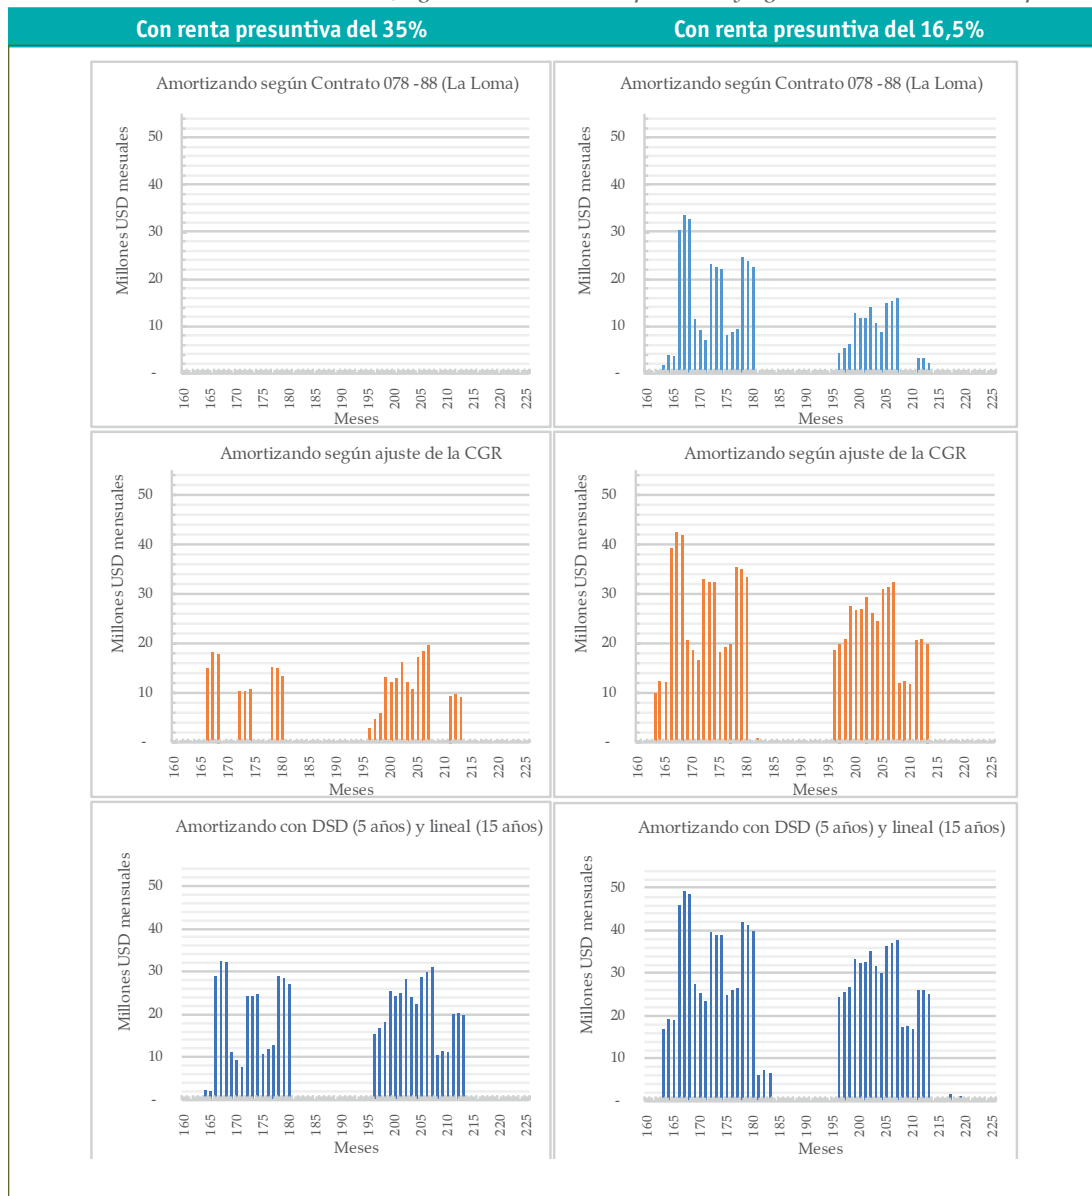 Con renta presuntiva del 35%
Con renta presuntiva del 16,5%
Amortizando según Contrato 078 -88 (La Loma)
Millones USD mesuales
50
40
30
20
10
-
160 165 170 175 180 185 190 195 200 205 210 215 220 225
Meses
Amortizando según Contrato 078 -88 (La Loma)
Millones USD mensuales
50
40
30
20
10
-
160 165 170 175 180 185 190 195 200 205 210 215 220 225
Meses
Amortizando según ajuste de la CGR
Millones USD mensuales
50
40
30
20
10
-
160 165 170 175 180 185 190 195 200 205 210 215 220 225
Meses
Amortizando según ajuste de la CGR
Millones USD mensuales
50
40
30
20
10
-
160 165 170 175 180 185 190 195 200 205 210 215 220 225
Meses
Amortizando con DSD (5 años) y lineal (15 años)
Millones USD mensuales
50
40
30
20
10
-
160 165 170 175 180 185 190 195 200 205 210 215 220 225
Meses
Amortizando con DSD (5 años) y lineal (15 años)
Millones USD mensuales
50
40
30
20
10
-
160 165 170 175 180 185 190 195 200 205 210 215 220 225
Meses